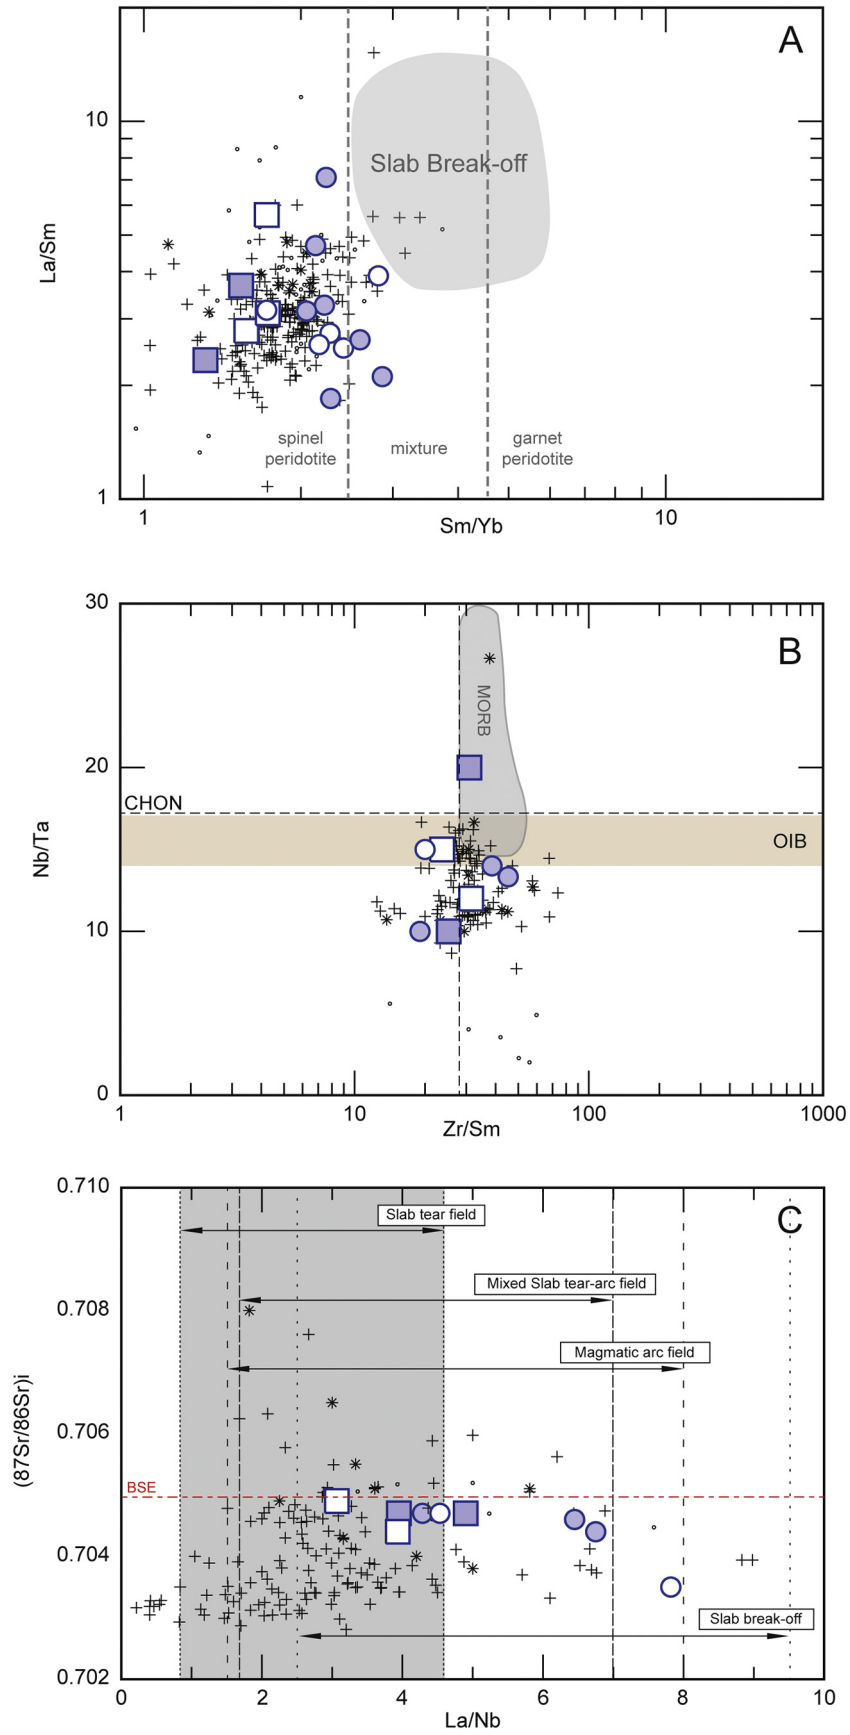 A
10
Slab Break-off
La/Sm
spinel
peridotite
mixture
garnet
peridotite
1
1
10
Sm/Yb
30
B
MORB
20
CHON
OIB
Nb/Ta
10
0
1
10
100
1000
Zr/Sm
0.710
C
Slab tear field
Mixed Slab tear-arc field
0.708
Magmatic arc field
(87Sr/86Sr)i
0.706
BSE
0.704
Slab break-off
0.702
0
2
4
6
8
10
La/Nb